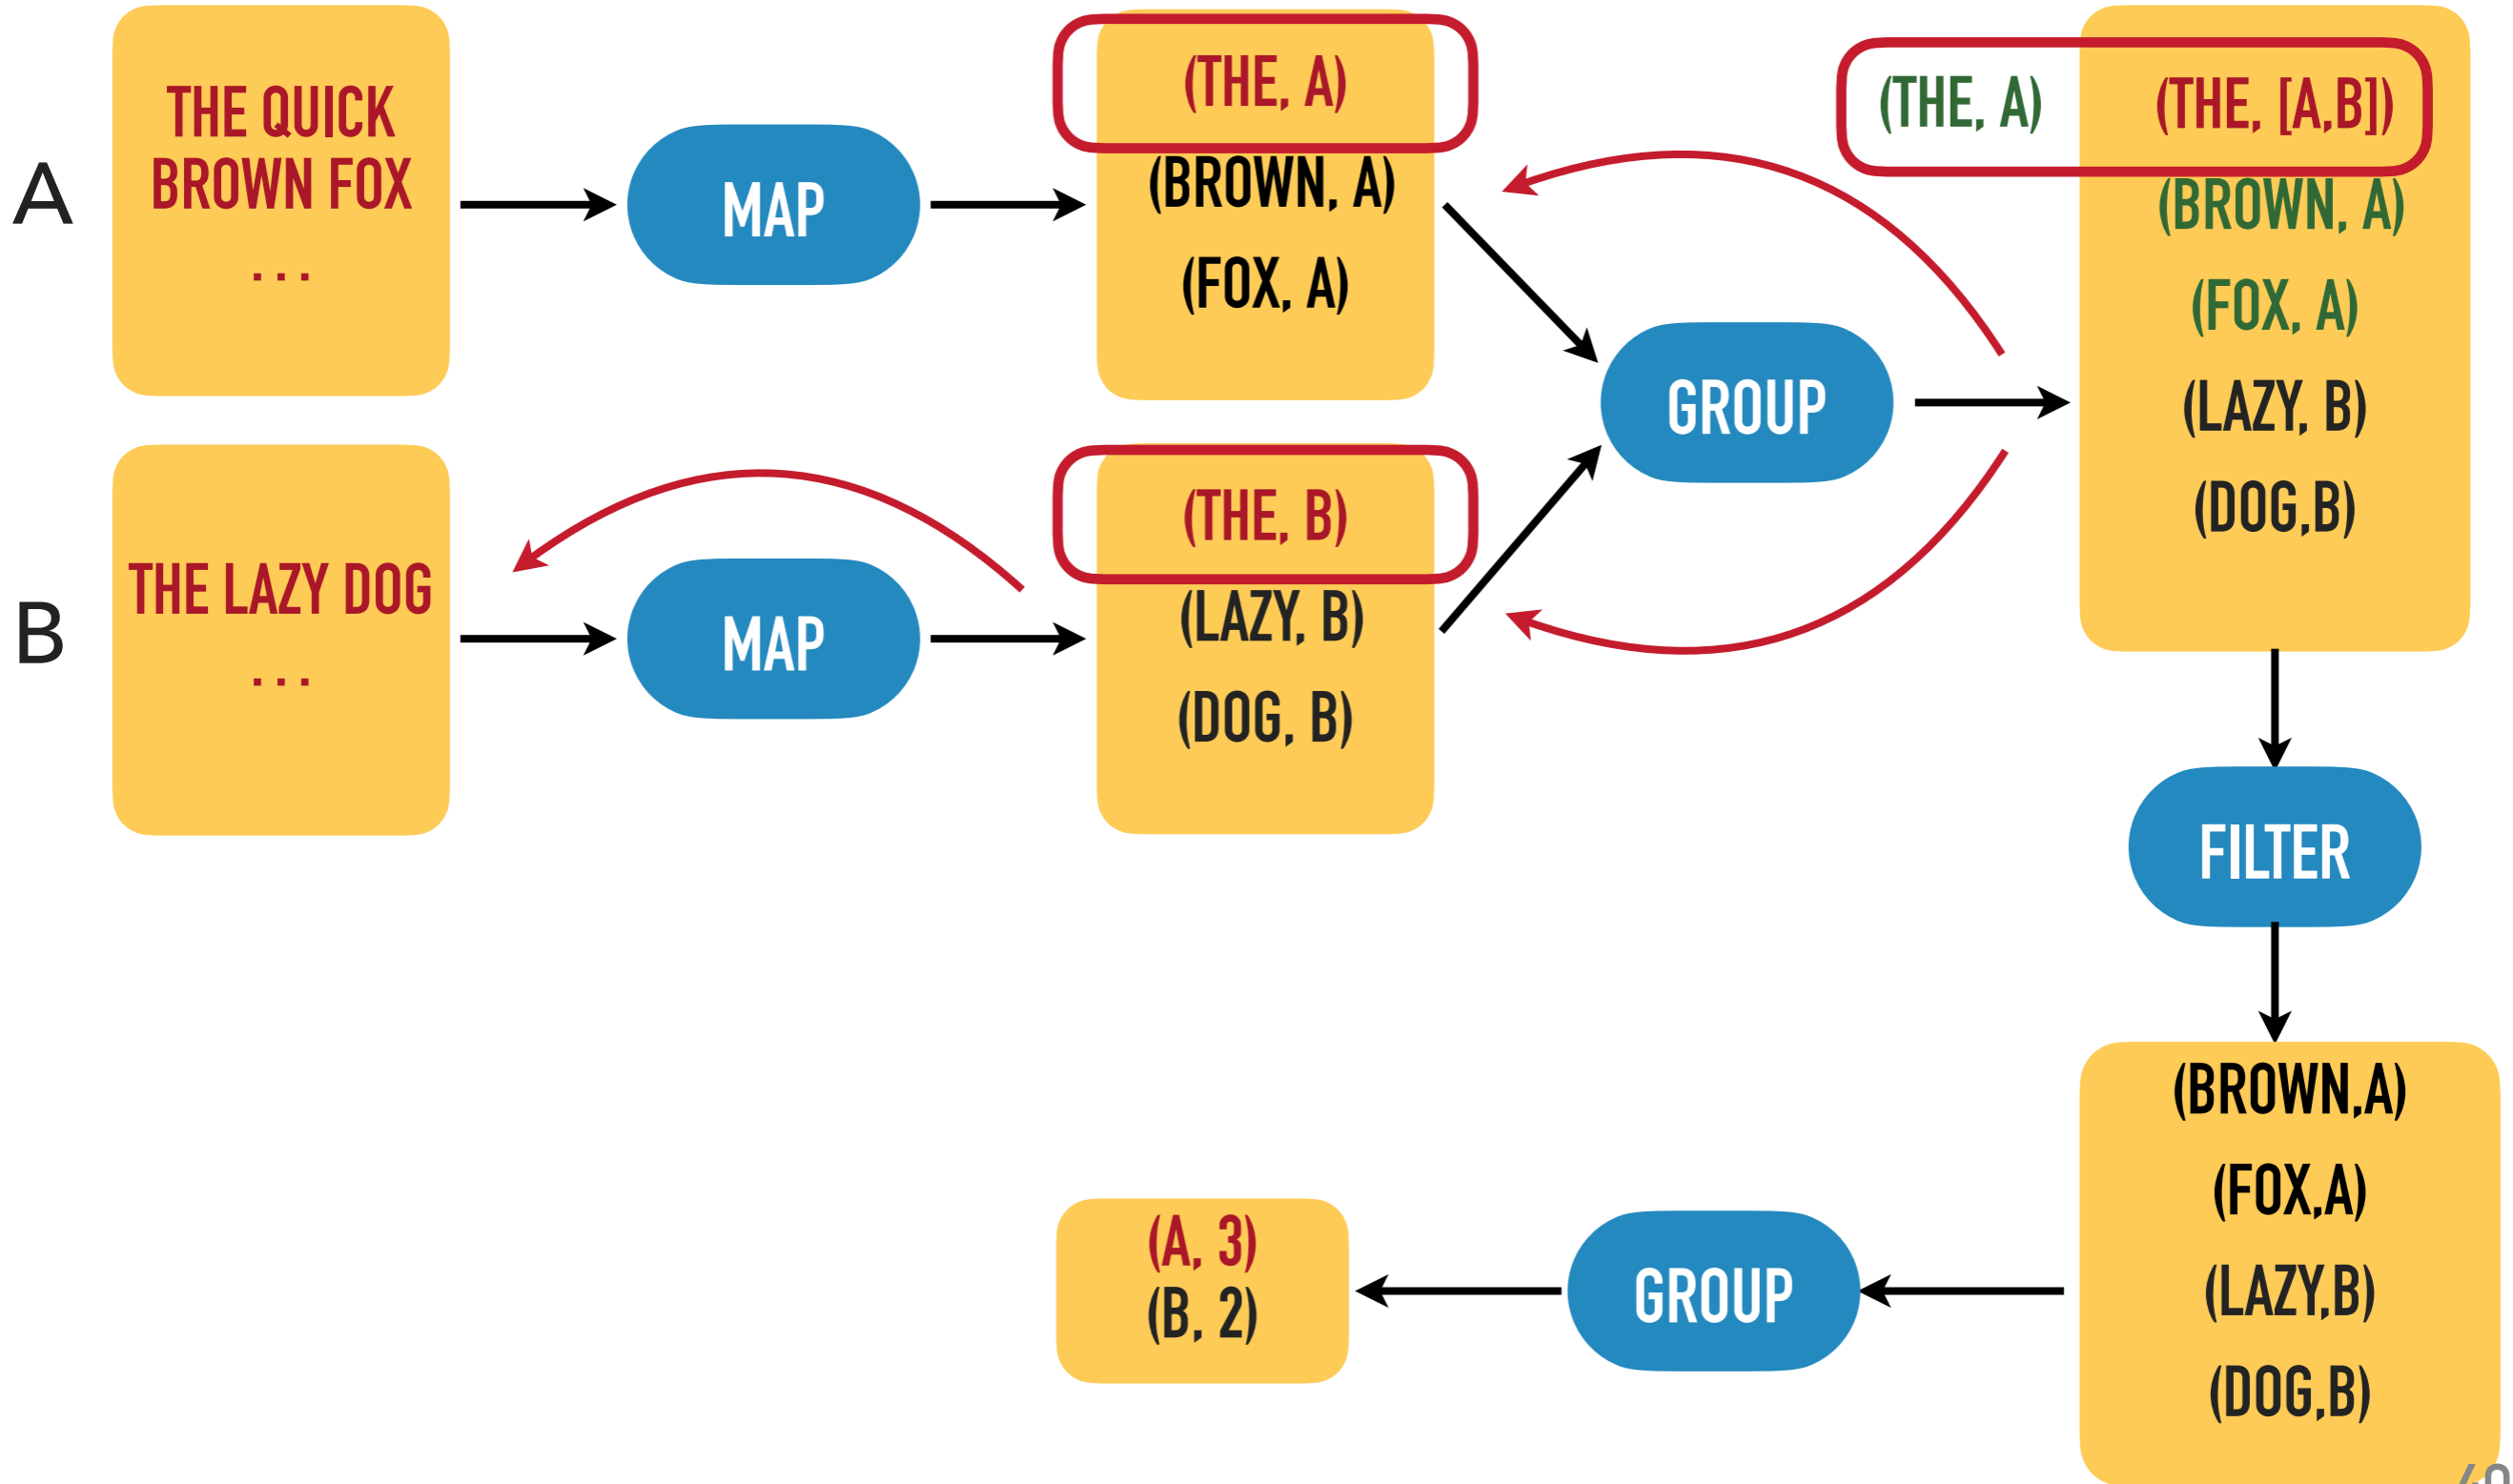 A
THE QUICK
BROWN FOX
...
MAP
(THE, A)
(BROWN, A)
(FOX, A)
B
THE LAZY DOG
...
MAP
(THE, B)
(LAZY, B)
(DOG, B)
GROUP
(THE, A)
(THE, [A,B])
(BROWN, A)
(FOX, A)
(LAZY, B)
(DOG,B)
FILTER
(BROWN,A)
(FOX,A)
(LAZY,B)
(DOG,B)
GROUP
(A, 3)
(B, 2)